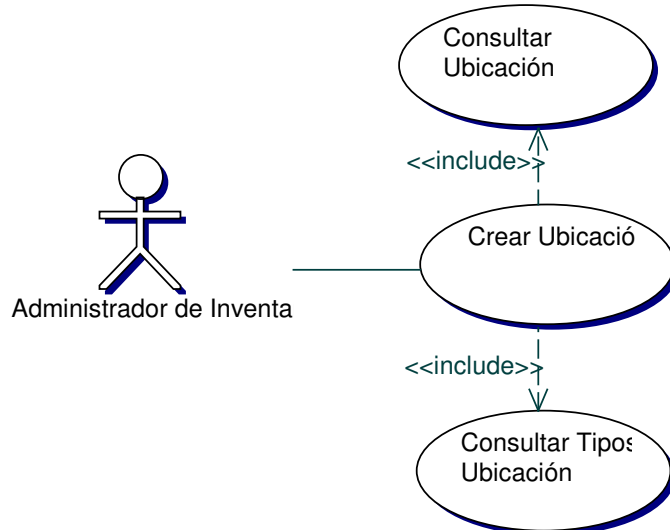 Consultar
Ubicación
<<include>>
Crear Ubicació
Administrador de Inventa
<<include>>
Consultar Tipos
Ubicación